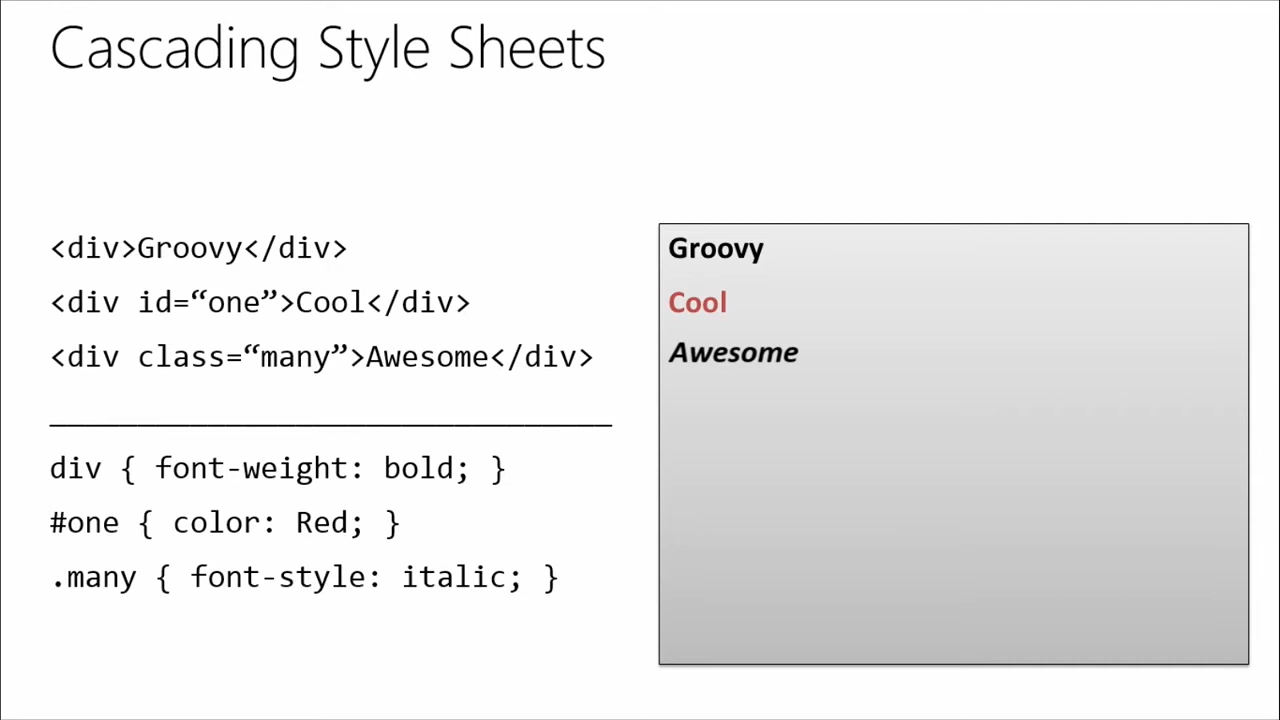 Cascading Style Sheets
<div>Groovy</div>
<div id=“one”>Cool</div>
<div class=“many”>Awesome</div>
div { font-weight: bold; }
#one { color: Red; }
.many { font-style: italic; }
Groovy
Cool
Awesome